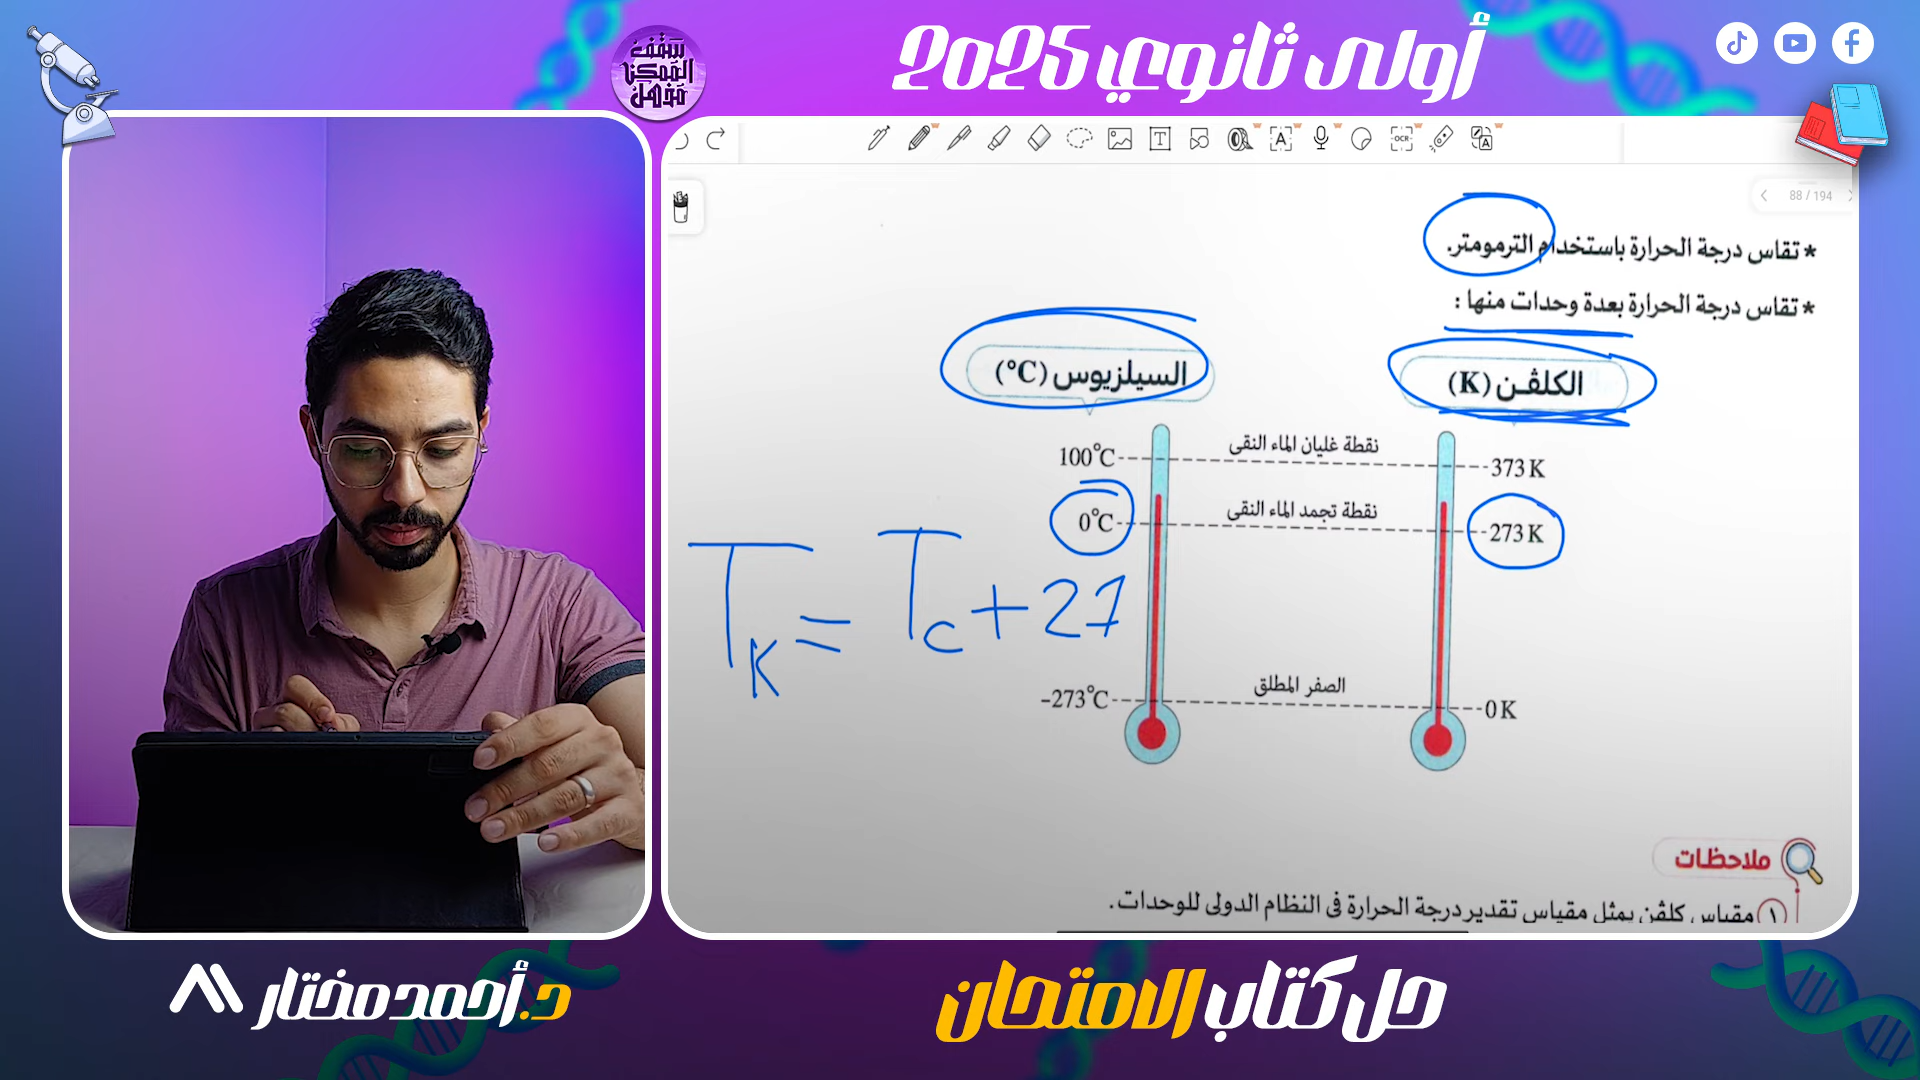 أولى ثانوي 2025
سقف
الممكن
مذهل
88 / 194
* تقاس درجة الحرارة باستخدام الترمومتر.
* تقاس درجة الحرارة بعدة وحدات منها :
الكلڤـن (K)
السيلزيوس (°C)
100°C
نقطة غليان الماء النقى
373 K
0°C
نقطة تجمد الماء النقى
273 K
T_K = T_C + 27
-273°C
الصفر المطلق
0 K
ملاحظات
١ مقياس كلڤن يمثل مقياس تقدير درجة الحرارة فى النظام الدولى للوحدات.
د.أحمد مختار
حل كتاب الامتحان